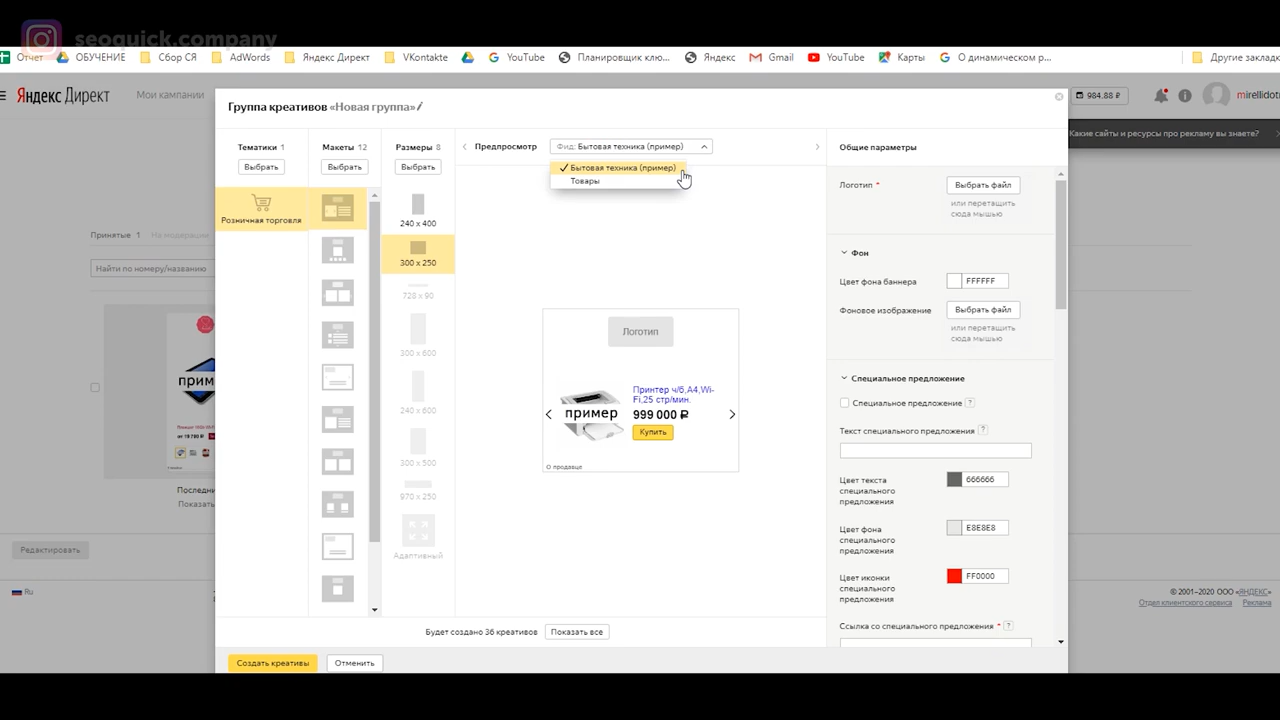 seoquick.company
Отчет
ОБУЧЕНИЕ
Сбор СЯ
AdWords
Яндекс Директ
VKontakte
YouTube
Планировщик клю...
Яндекс
Gmail
YouTube
Карты
О динамическом р...
Другие заклад
Яндекс Директ
Мои кампании
984.88 ₽
mirellidot
Какие сайты и ресурсы про рекламу вы знаете?
Группа креативов «Новая группа»
Тематики 1
Макеты 12
Размеры 8
Предпросмотр
Фид: Бытовая техника (пример)
Общие параметры
Выбрать
Выбрать
Выбрать
Бытовая техника (пример)
Товары
Розничная торговля
240 x 400
300 x 250
728 x 90
300 x 600
240 x 600
300 x 500
970 x 250
Адаптивный
Логотип
Принтер ч/б,A4,Wi-
Fi,25 стр/мин.
999 000 ₽
пример
Купить
О продавце
Логотип *
Выбрать файл
или перетащить
сюда мышью
Фон
Цвет фона баннера
FFFFFF
Фоновое изображение
Выбрать файл
или перетащить
сюда мышью
Специальное предложение
Специальное предложение ?
Текст специального предложения ?
Цвет текста
специального
предложения
666666
Цвет фона
специального
предложения
E8E8E8
Цвет иконки
специального
предложения
FF0000
Ссылка со специального предложения * ?
Принятые 1
На модерации
Найти по номеру/названию
приме
Последни
Показать
Редактировать
Ru
Будет создано 36 креативов
Показать все
Создать креативы
Отменить
© 2001–2020 ООО «ЯНДЕКС»
Отдел клиентского сервиса
Реклама